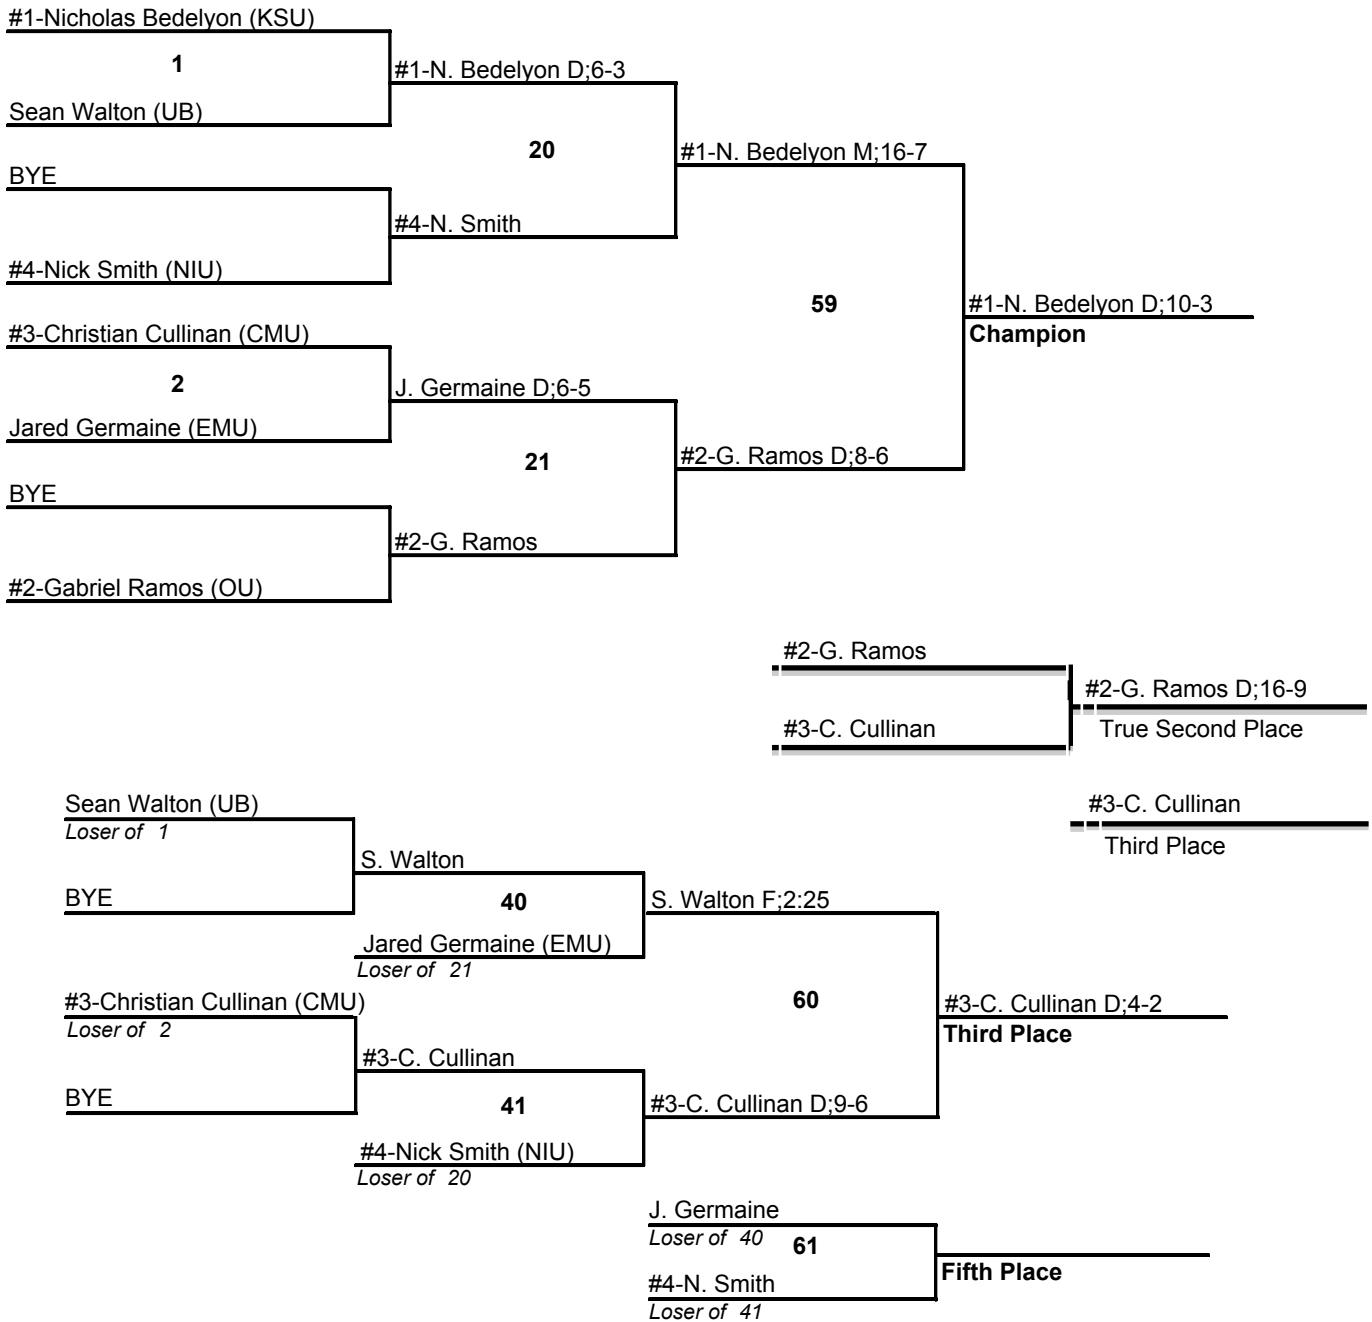 #1-Nicholas Bedelyon (KSU)
1
#1-N. Bedelyon D;6-3
Sean Walton (UB)
20
#1-N. Bedelyon M;16-7
BYE
#4-N. Smith
#4-Nick Smith (NIU)
59
#1-N. Bedelyon D;10-3
Champion
#3-Christian Cullinan (CMU)
2
J. Germaine D;6-5
Jared Germaine (EMU)
21
#2-G. Ramos D;8-6
BYE
#2-G. Ramos
#2-Gabriel Ramos (OU)
#2-G. Ramos
#2-G. Ramos D;16-9
#3-C. Cullinan
True Second Place
#3-C. Cullinan
Third Place
Sean Walton (UB)
Loser of 1
S. Walton
BYE
40
S. Walton F;2:25
Jared Germaine (EMU)
Loser of 21
#3-Christian Cullinan (CMU)
Loser of 2
60
#3-C. Cullinan D;4-2
Third Place
#3-C. Cullinan
BYE
41
#3-C. Cullinan D;9-6
#4-Nick Smith (NIU)
Loser of 20
J. Germaine
Loser of 40
61
#4-N. Smith
Fifth Place
Loser of 41